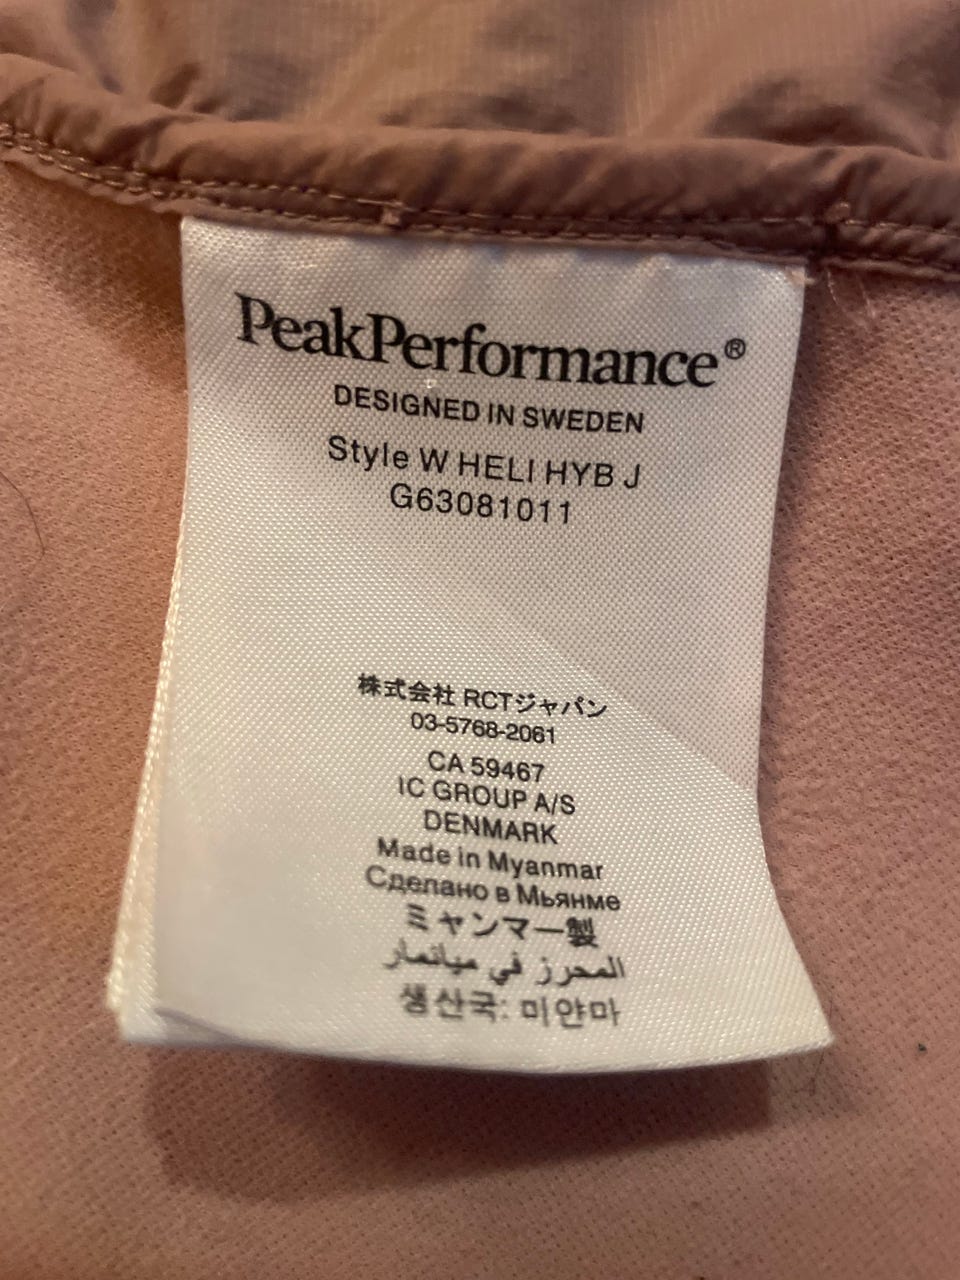 PeakPerformance®
DESIGNED IN SWEDEN
Style W HELI HYB J
G63081011
株式会社 RCTジャパン
03-5768-2061
CA 59467
IC GROUP A/S
DENMARK
Made in Myanmar
Сделано в Мьянме
ミャンマー製
المحرز في ميانمار
생산국: 미얀마